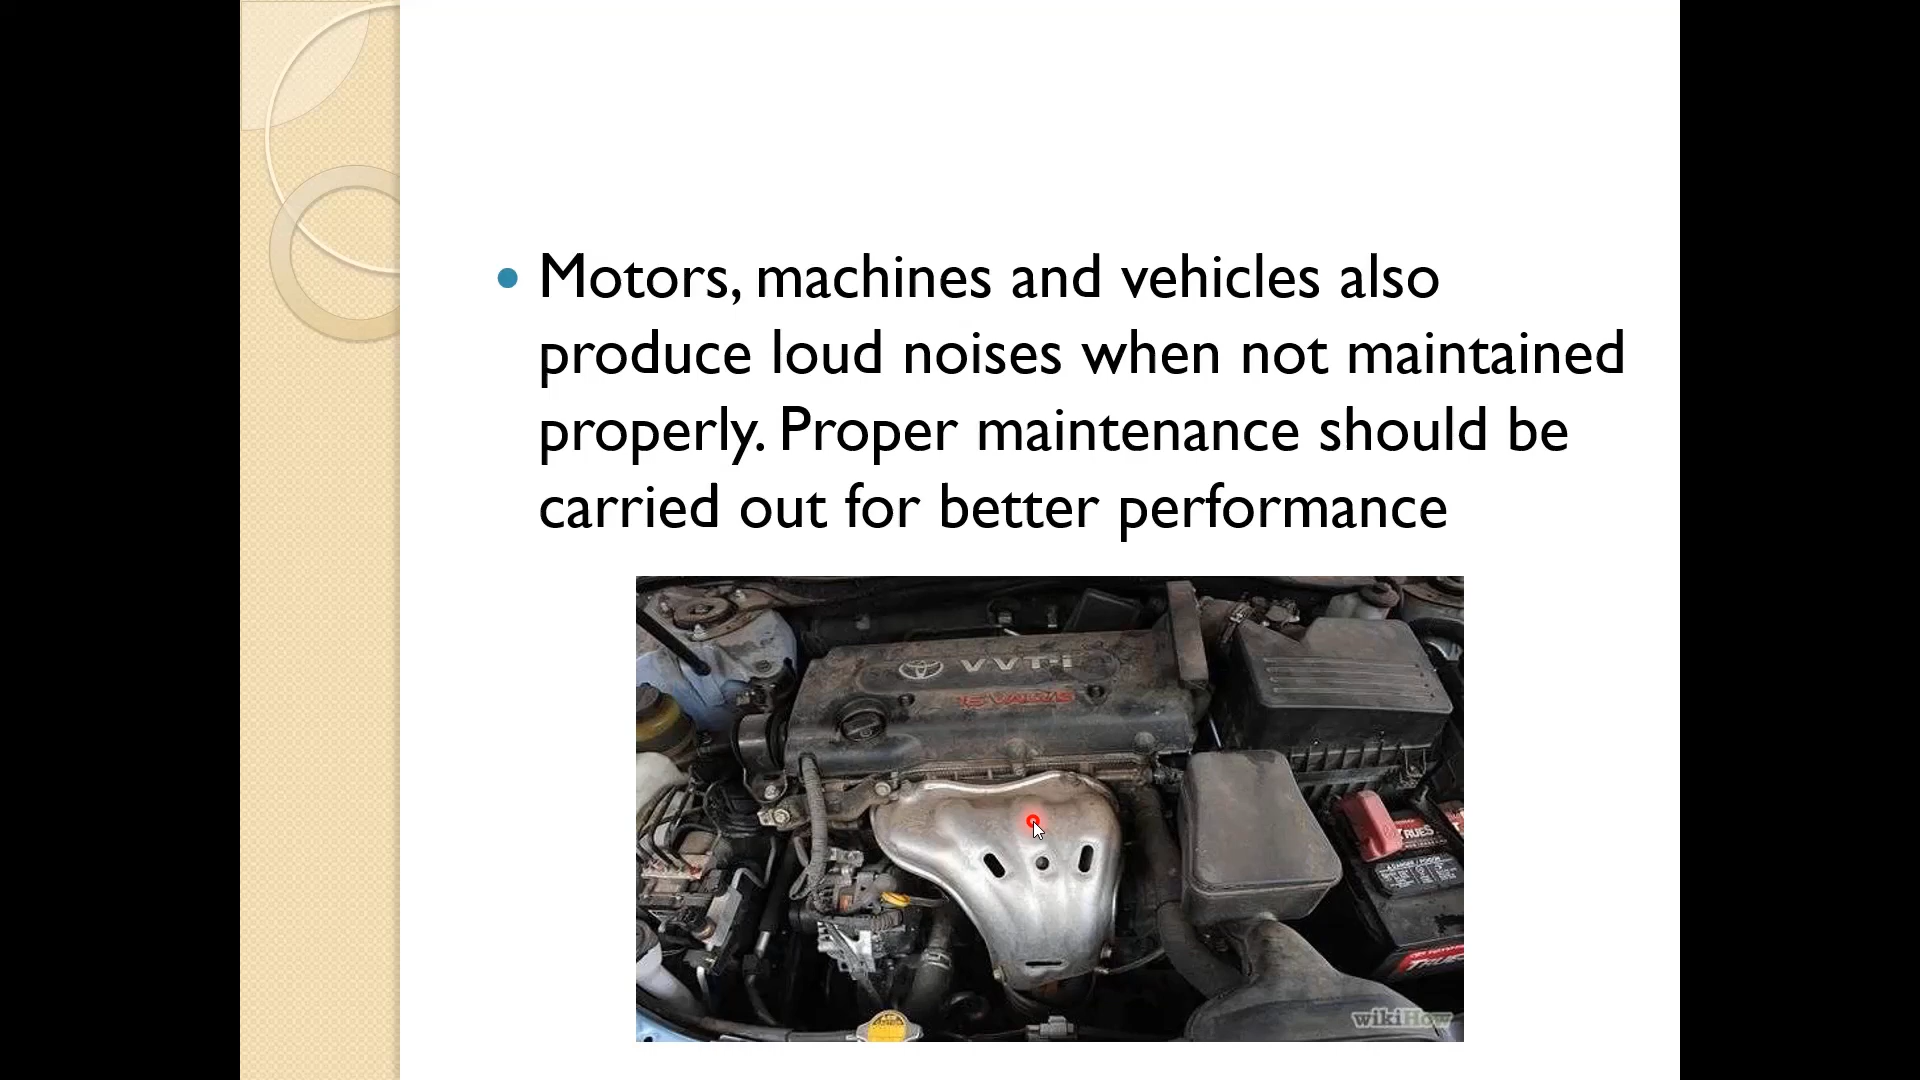 Motors, machines and vehicles also
produce loud noises when not maintained
properly. Proper maintenance should be
carried out for better performance
VVT-i
wikiHow